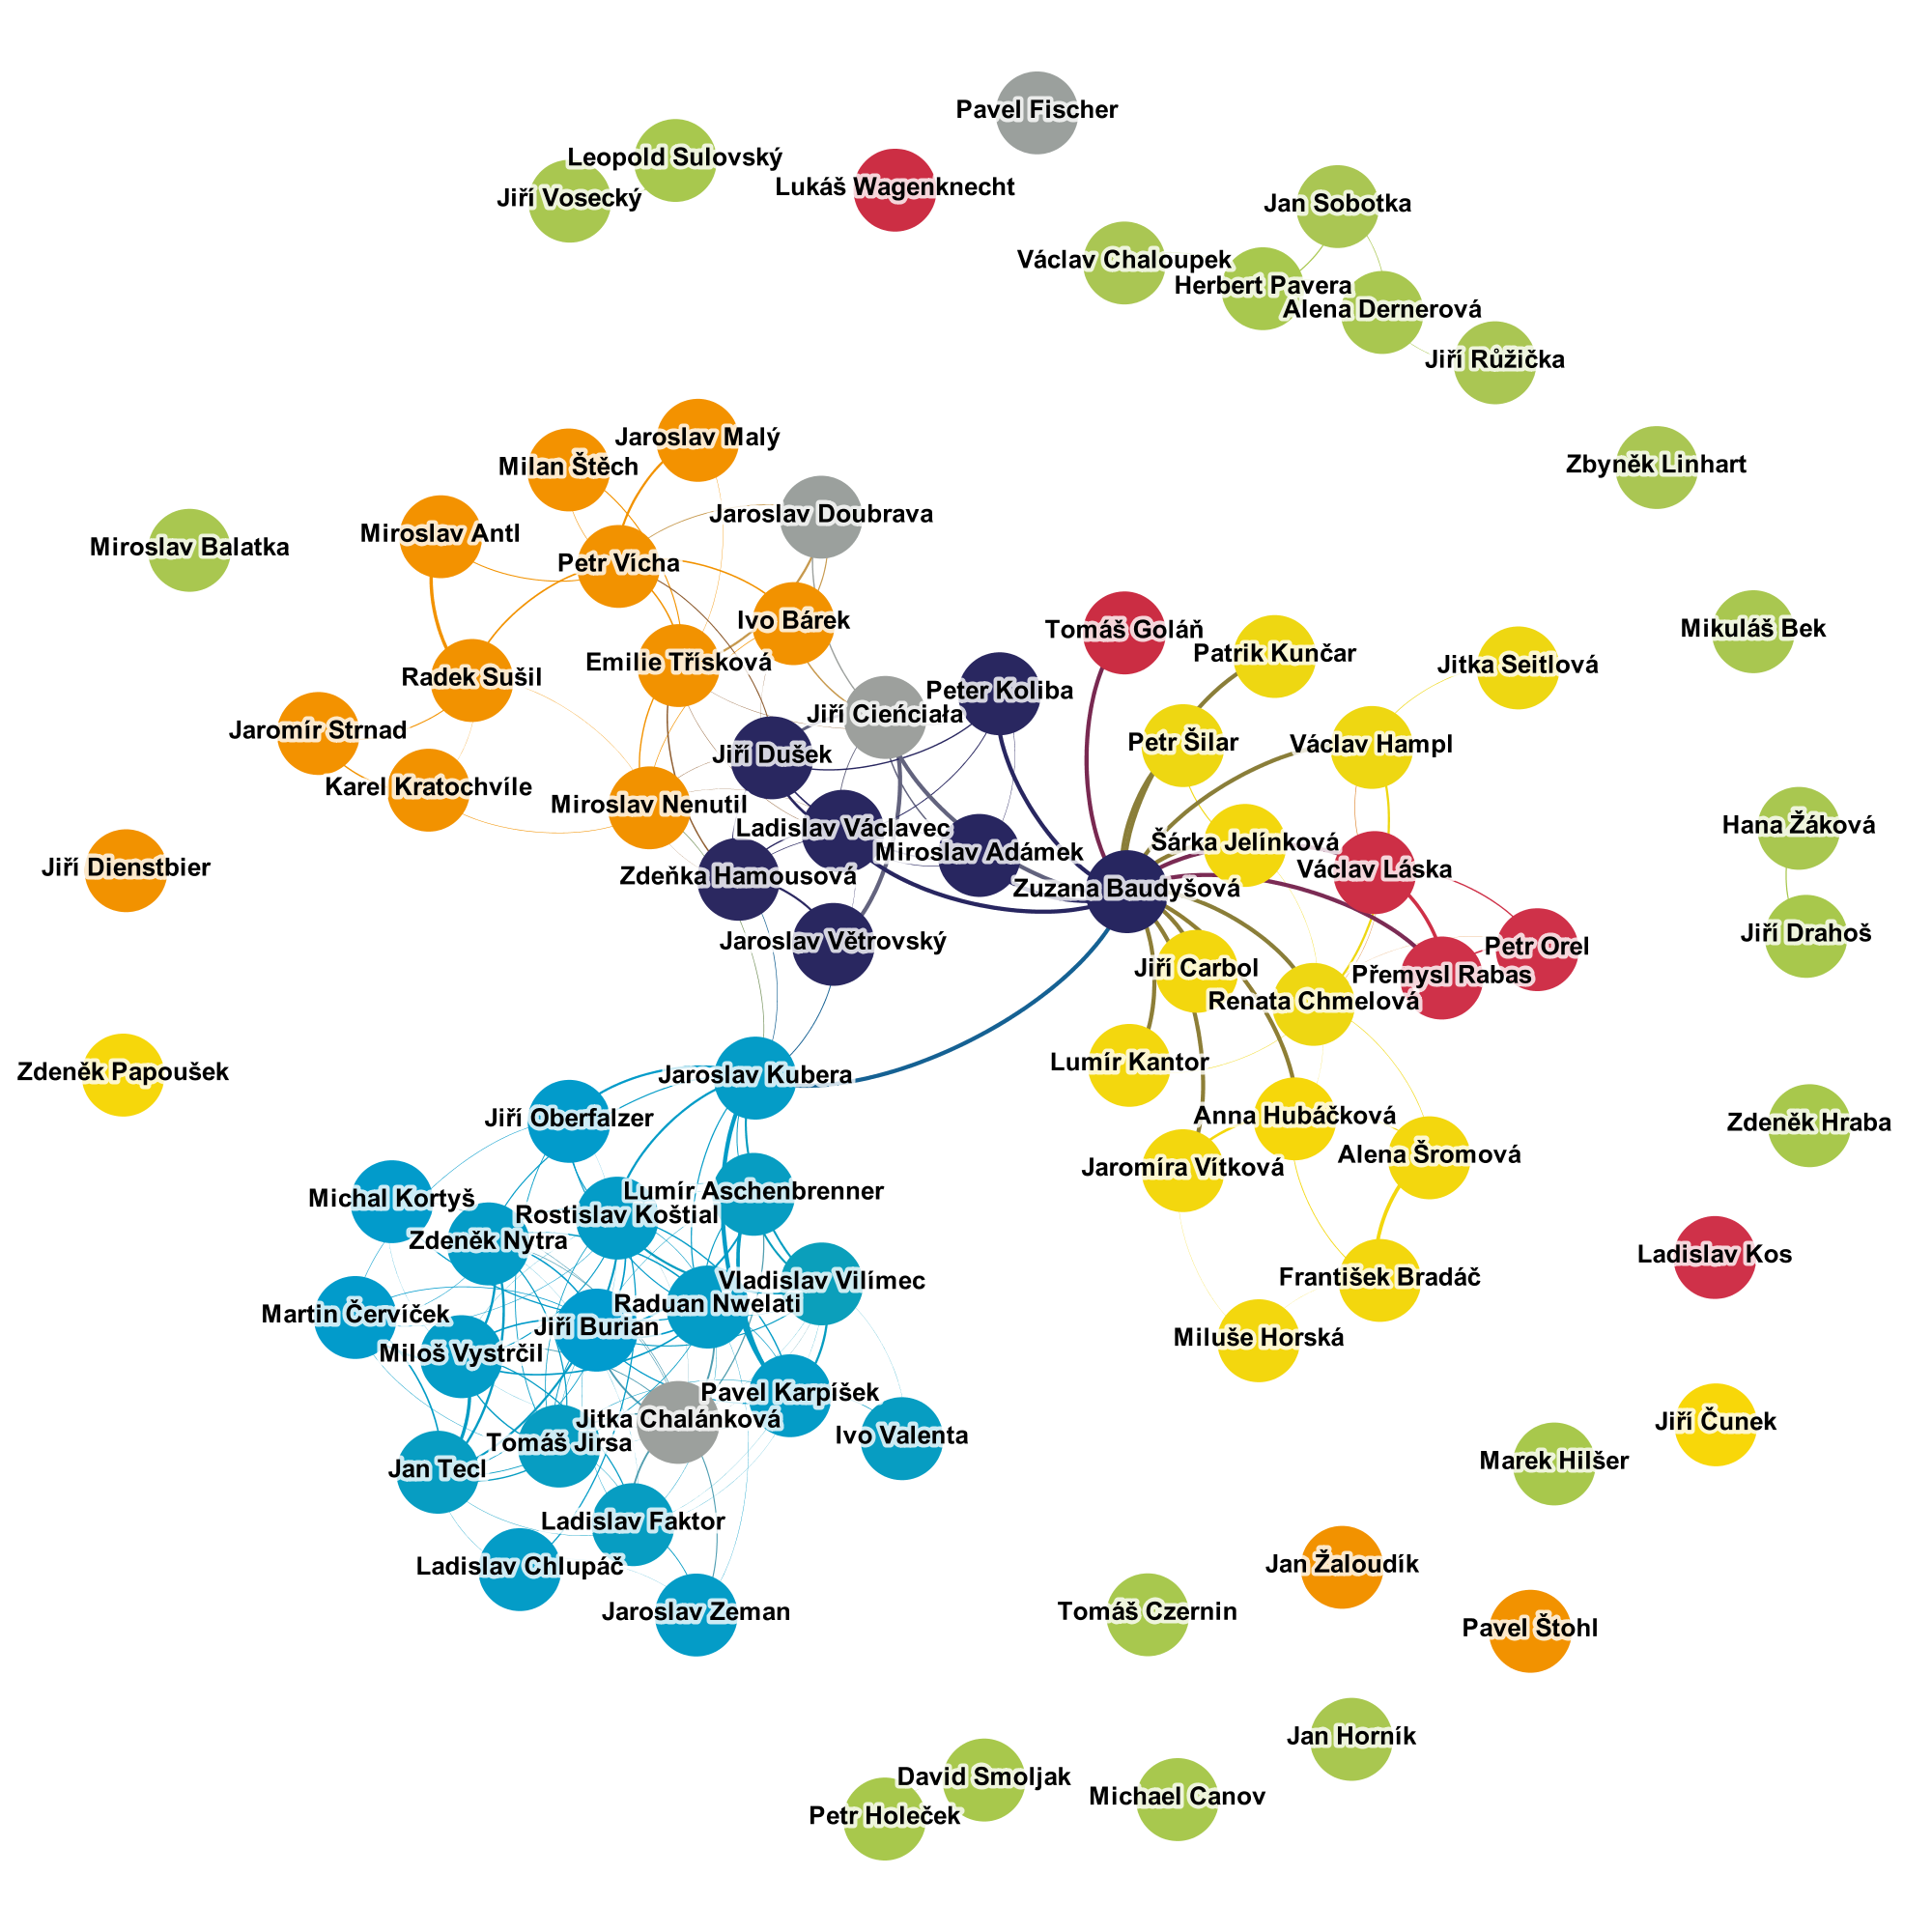 Pavel Fischer
Leopold Sulovský
Lukáš Wagenknecht
Jiří Vosecký
Jan Sobotka
Václav Chaloupek
Herbert Pavera
Alena Dernerová
Jiří Růžička
Jaroslav Malý
Milan Štěch
Zbyněk Linhart
Jaroslav Doubrava
Miroslav Antl
Miroslav Balatka
Petr Vícha
Ivo Bárek
Tomáš Goláň
Mikuláš Bek
Patrik Kunčar
Emilie Třísková
Jitka Seitlová
Radek Sušil
Peter Koliba
Jiří Cieńciała
Jaromír Strnad
Petr Šilar
Václav Hampl
Jiří Dušek
Karel Kratochvíle
Miroslav Nenutil
Hana Žáková
Ladislav Václavec
Šárka Jelínková
Miroslav Adámek
Jiří Dienstbier
Václav Láska
Zdeňka Hamousová
Zuzana Baudyšová
Jiří Drahoš
Jaroslav Větrovský
Petr Orel
Jiří Carbol
Přemysl Rabas
Renata Chmelová
Lumír Kantor
Zdeněk Papoušek
Jaroslav Kubera
Jiří Oberfalzer
Anna Hubáčková
Zdeněk Hraba
Alena Šromová
Jaromíra Vítková
Lumír Aschenbrenner
Michal Kortyš
Rostislav Koštial
Zdeněk Nytra
Ladislav Kos
František Bradáč
Vladislav Vilímec
Raduan Nwelati
Martin Červíček
Jiří Burian
Miluše Horská
Miloš Vystrčil
Pavel Karpíšek
Jitka Chalánková
Jiří Čunek
Ivo Valenta
Tomáš Jirsa
Marek Hilšer
Jan Tecl
Ladislav Faktor
Jan Žaloudík
Ladislav Chlupáč
Jaroslav Zeman
Tomáš Czernin
Pavel Štohl
Jan Horník
David Smoljak
Michael Canov
Petr Holeček